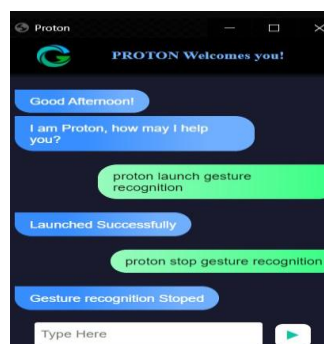 Proton
PROTON Welcomes you!
Good Afternoon!
I am Proton, how may I help
you?
proton launch gesture
recognition
Launched Successfully
proton stop gesture recognition
Gesture recognition Stoped
Type Here